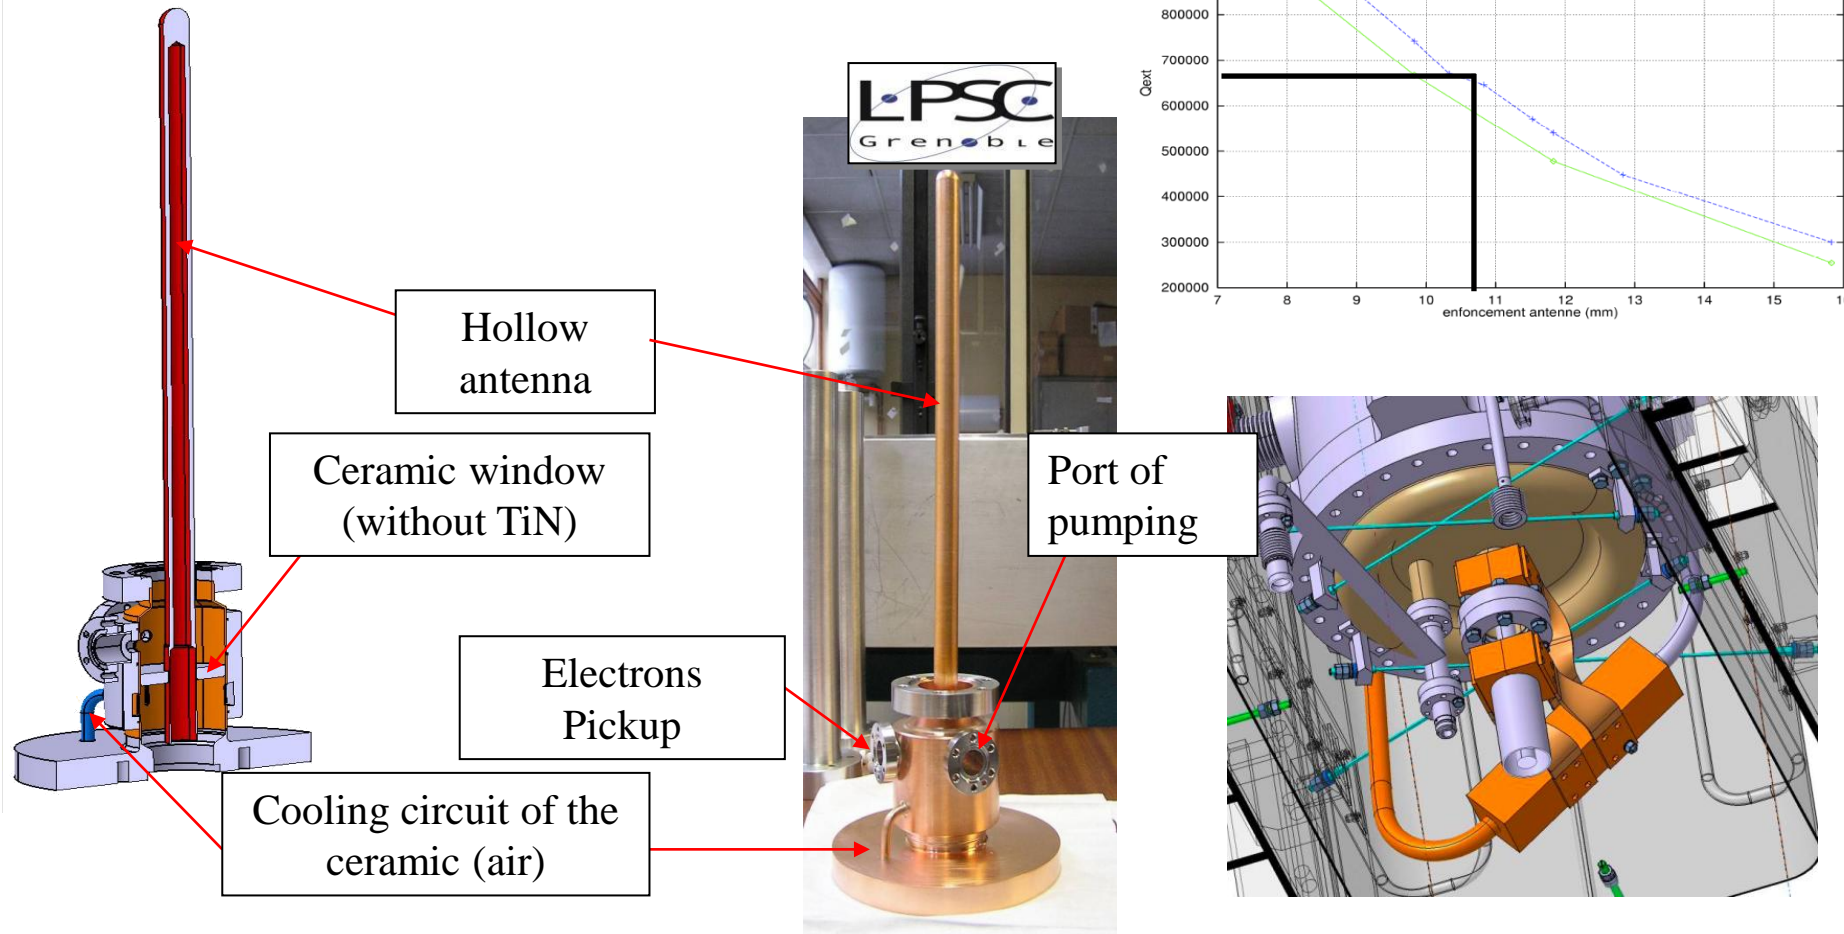 LPSC
Grenoble
Hollow
antenna
Ceramic window
(without TiN)
Electrons
Pickup
Cooling circuit of the
ceramic (air)
Port of
pumping
Qext
800000
700000
600000
500000
400000
300000
200000
7 8 9 10 11 12 13 14 15
enfoncement antenne (mm)